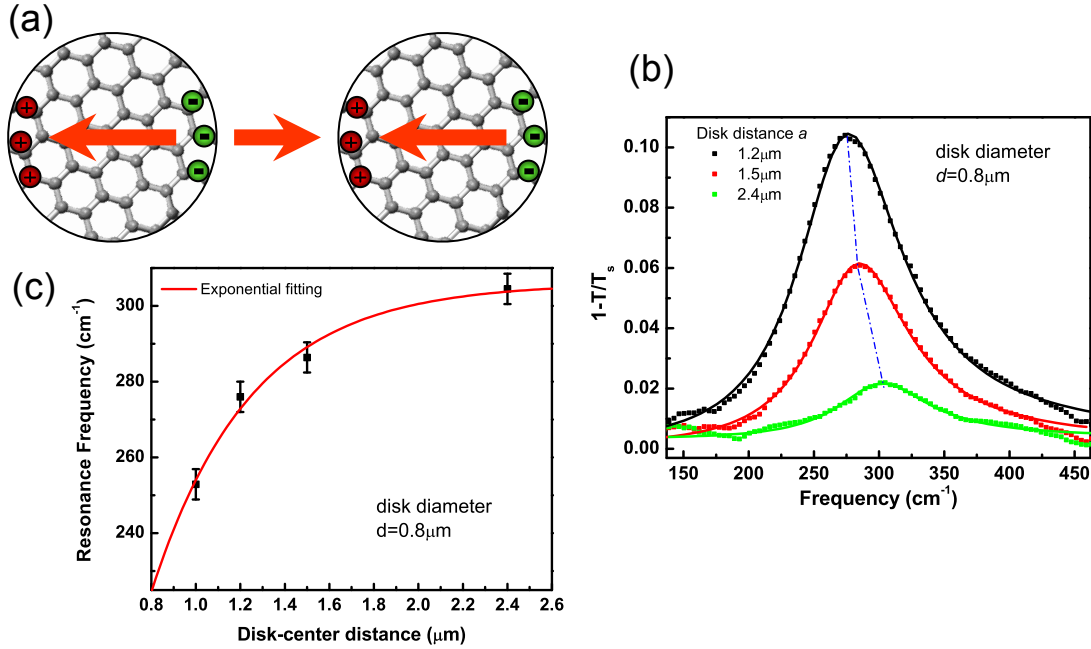 (a)
+ - + -
+ - + -
+ - + -
(b)
Disk distance a
1.2μm
1.5μm
2.4μm
disk diameter
d=0.8μm
0.10
0.08
0.06
0.04
0.02
0.00
1-T/Ts
150 200 250 300 350 400 450
Frequency (cm-1)
(c)
Exponential fitting
300
280
260
240
Resonance Frequency (cm-1)
disk diameter
d=0.8μm
0.8 1.0 1.2 1.4 1.6 1.8 2.0 2.2 2.4 2.6
Disk-center distance (μm)